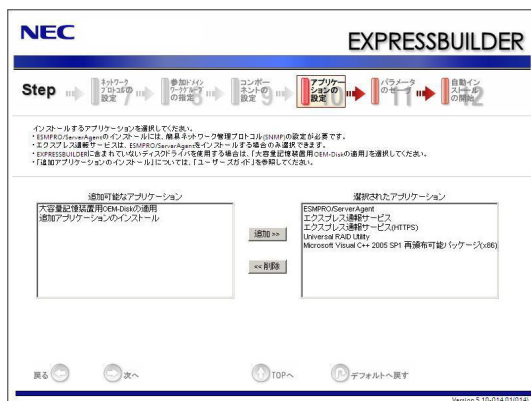 NEC
EXPRESSBUILDER
Step
ネットワーク
プロトコルの
設定 7
参加ドメイン
ワークグループ
の指定 8
コンポー
ネントの
設定 9
アプリケー
ションの
設定 10
パラメータ
のセーブ 11
自動イン
ストール
の開始 12
インストールするアプリケーションを選択してください。
・ESMPRO/ServerAgentのインストールには、簡易ネットワーク管理プロトコル(SNMP)の設定が必要です。
・エクスプレス通報サービスは、ESMPRO/ServerAgentをインストールする場合のみ選択できます。
・EXPRESSBUILDERに含まれていないディスクドライバを使用する場合は、「大容量記憶装置用OEM-Diskの適用」を選択してください。
・「追加アプリケーションのインストール」については、「ユーザーズガイド」を参照してください。
追加可能なアプリケーション
大容量記憶装置用OEM-Diskの適用
追加アプリケーションのインストール
追加 >>
<< 削除
選択されたアプリケーション
ESMPRO/ServerAgent
エクスプレス通報サービス
エクスプレス通報サービス(HTTPS)
Universal RAID Utility
Microsoft Visual C++ 2005 SP1 再頒布可能パッケージ(x86)
戻る
次へ
TOPへ
デフォルトへ戻す
Version 5.10-014.01(014)